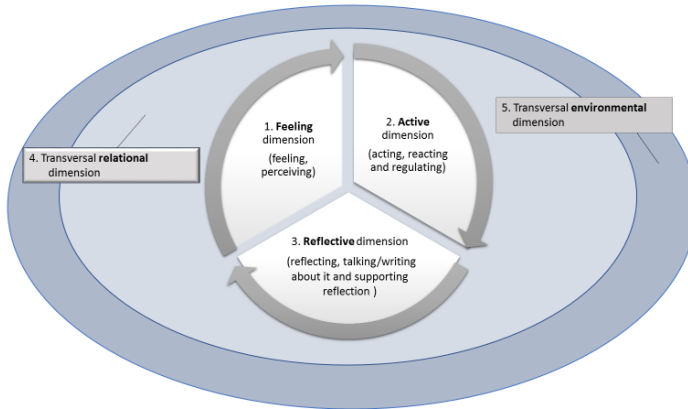 1. Feeling
dimension
(feeling,
perceiving)
2. Active
dimension
(acting, reacting
and regulating)
3. Reflective dimension
(reflecting, talking/writing
about it and supporting
reflection )
4. Transversal relational
dimension
5. Transversal environmental
dimension